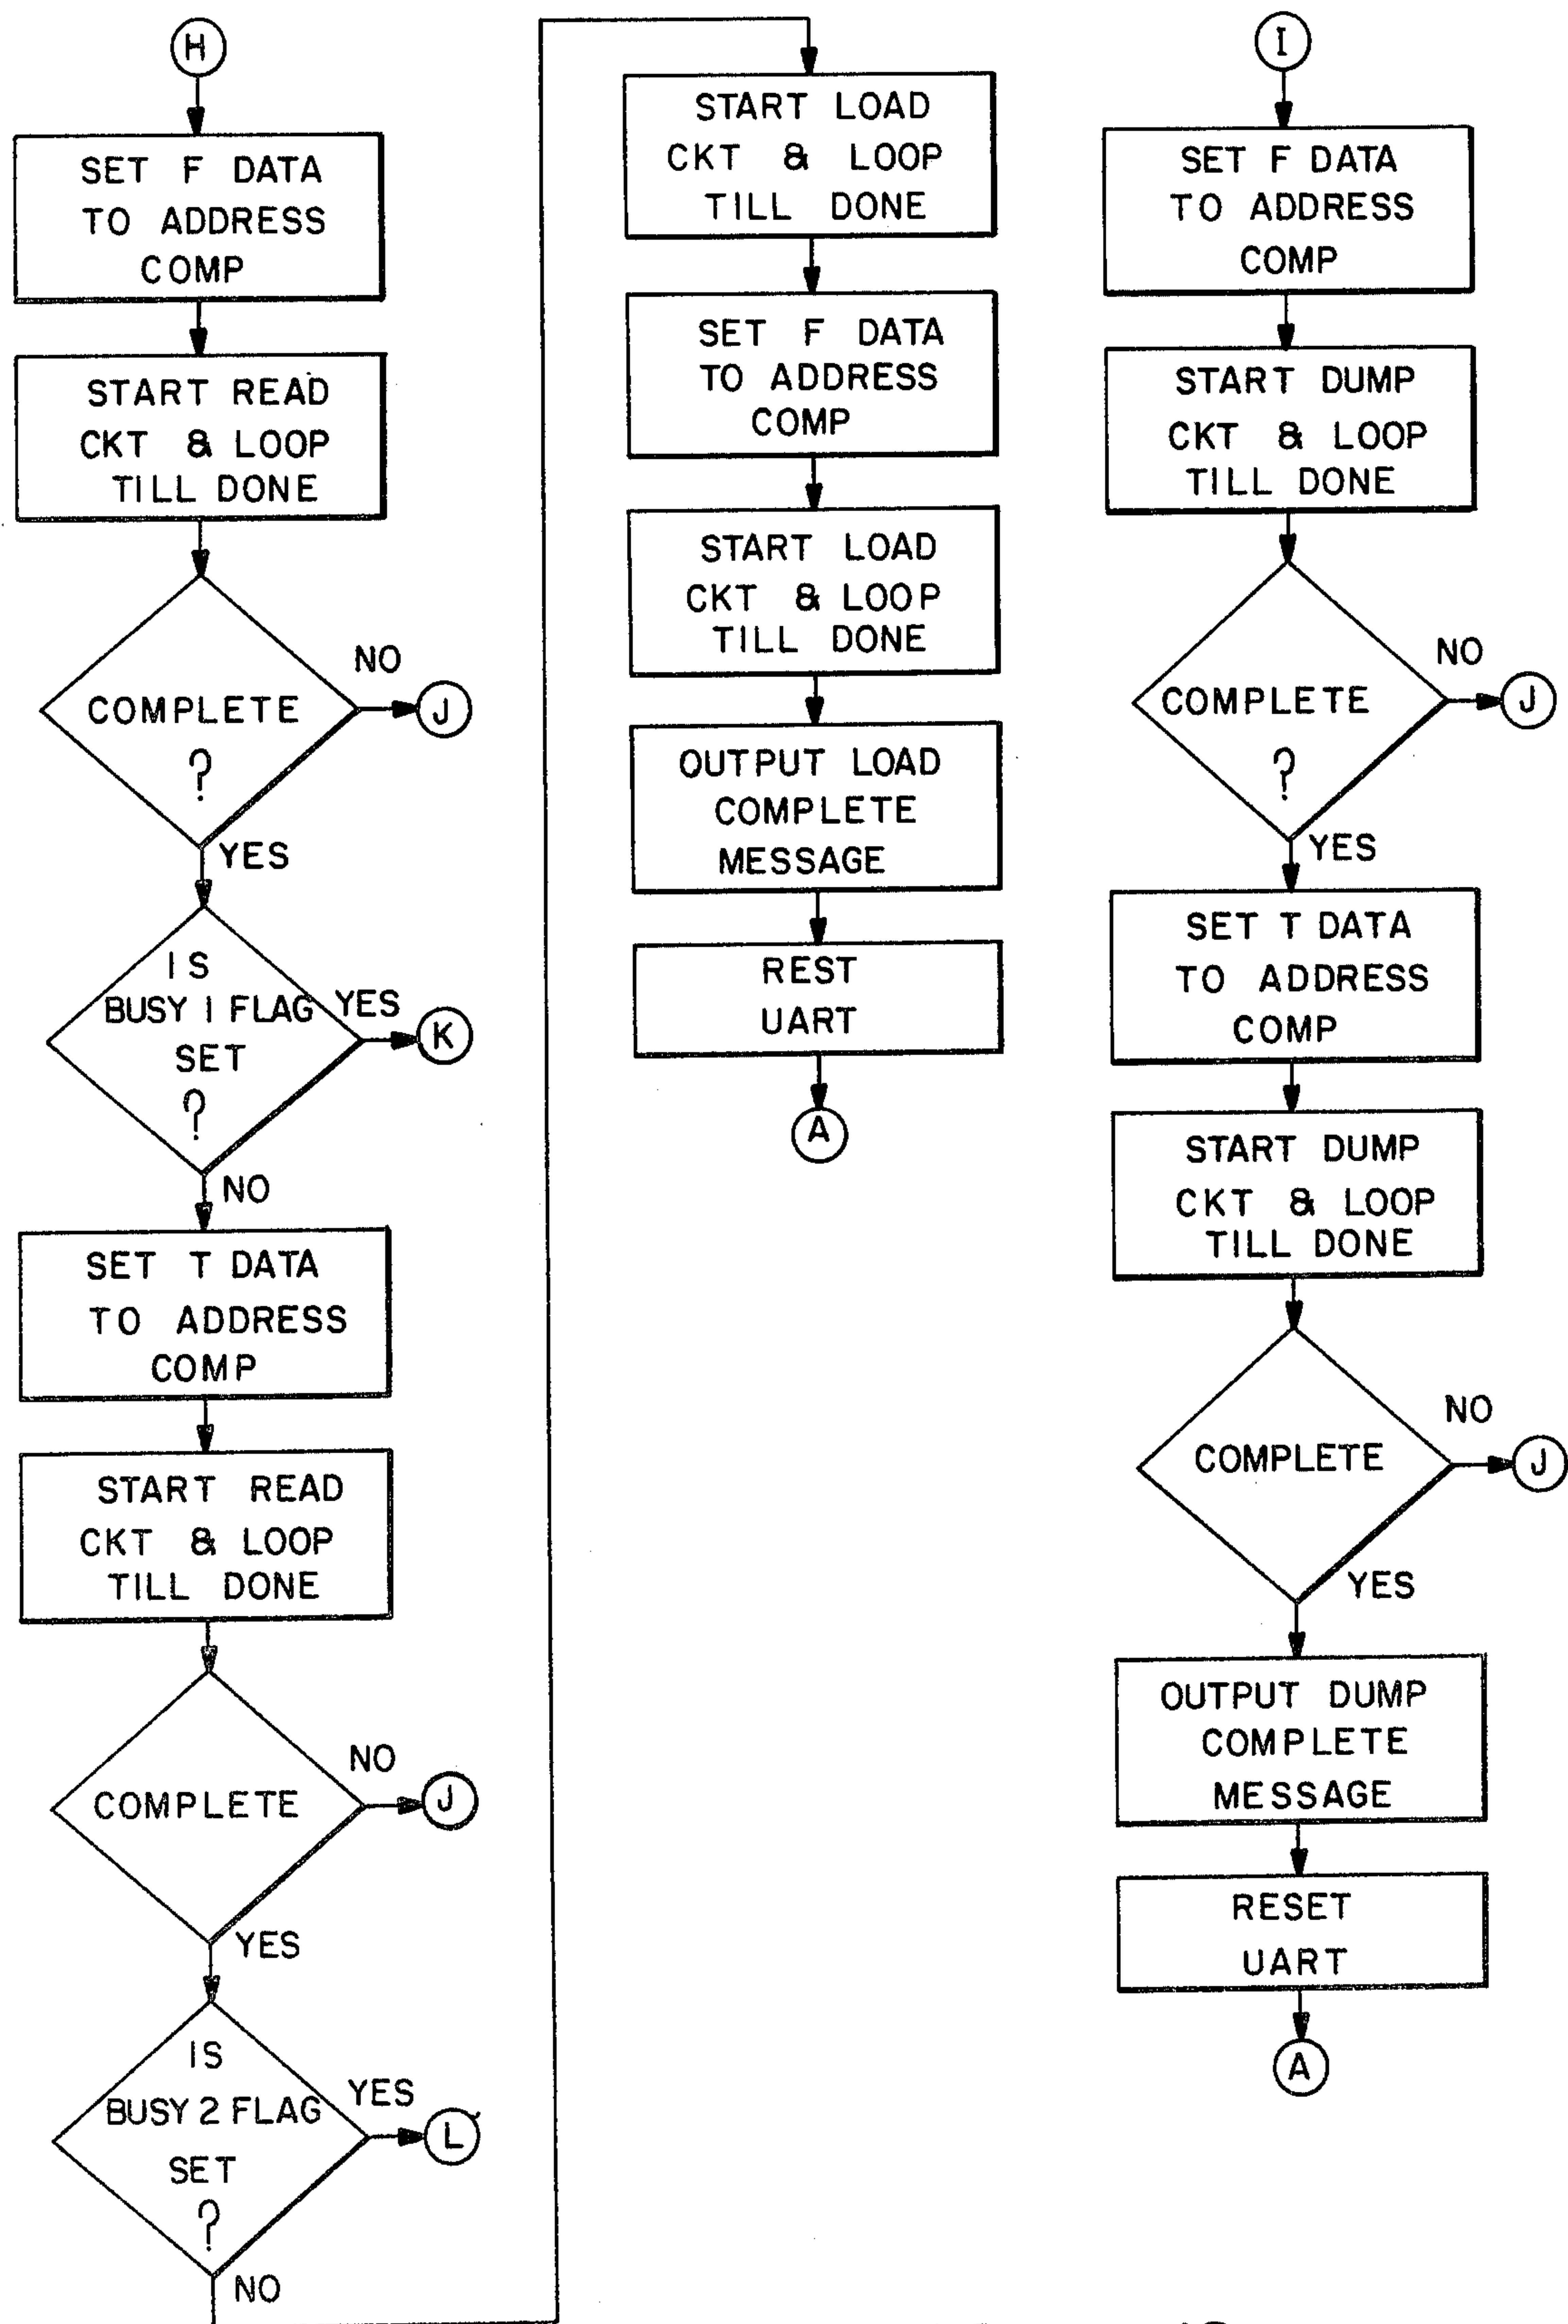 H
SET F DATA
TO ADDRESS
COMP
START READ
CKT & LOOP
TILL DONE
COMPLETE
?
NO
J
YES
IS
BUSY 1 FLAG
SET
?
YES
K
NO
SET T DATA
TO ADDRESS
COMP
START READ
CKT & LOOP
TILL DONE
COMPLETE
NO
J
YES
IS
BUSY 2 FLAG
SET
?
YES
L
NO
START LOAD
CKT & LOOP
TILL DONE
SET F DATA
TO ADDRESS
COMP
START LOAD
CKT & LOOP
TILL DONE
OUTPUT LOAD
COMPLETE
MESSAGE
REST
UART
A
I
SET F DATA
TO ADDRESS
COMP
START DUMP
CKT & LOOP
TILL DONE
COMPLETE
?
NO
J
YES
SET T DATA
TO ADDRESS
COMP
START DUMP
CKT & LOOP
TILL DONE
COMPLETE
NO
J
YES
OUTPUT DUMP
COMPLETE
MESSAGE
RESET
UART
A